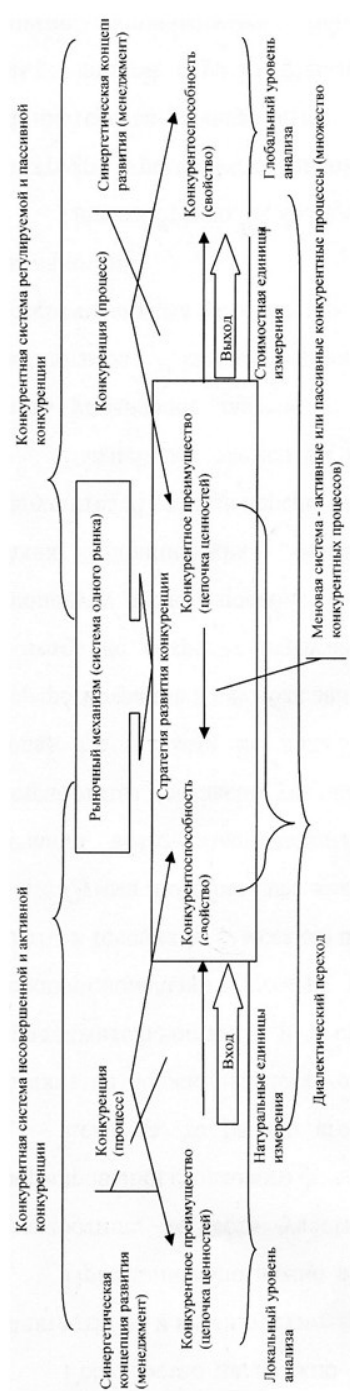 Конкурентная система несовершенной и активной
конкуренции
Конкурентная система регулируемой и пассивной
конкуренции
Рыночный механизм (система одного рынка)
Синергетическая
концепция развития
(менеджмент)
Конкуренция
(процесс)
Конкуренция (процесс)
Синергетическая концепц
развития (менеджмент)
Стратегия развития конкуренции
Конкурентное преимущество
(цепочка ценностей)
Конкурентоспособность
(свойство)
Конкурентное преимущество
(цепочка ценностей)
Конкурентоспособность
(свойство)
Вход
Выход
Локальный уровень
анализа
Натуральные единицы
измерения
Стоимостная единицы
измерения
Глобальный уровень
анализа
Диалектический переход
Меновая система - активные или пассивные конкурентные процессы (множество
конкурентных процессов)